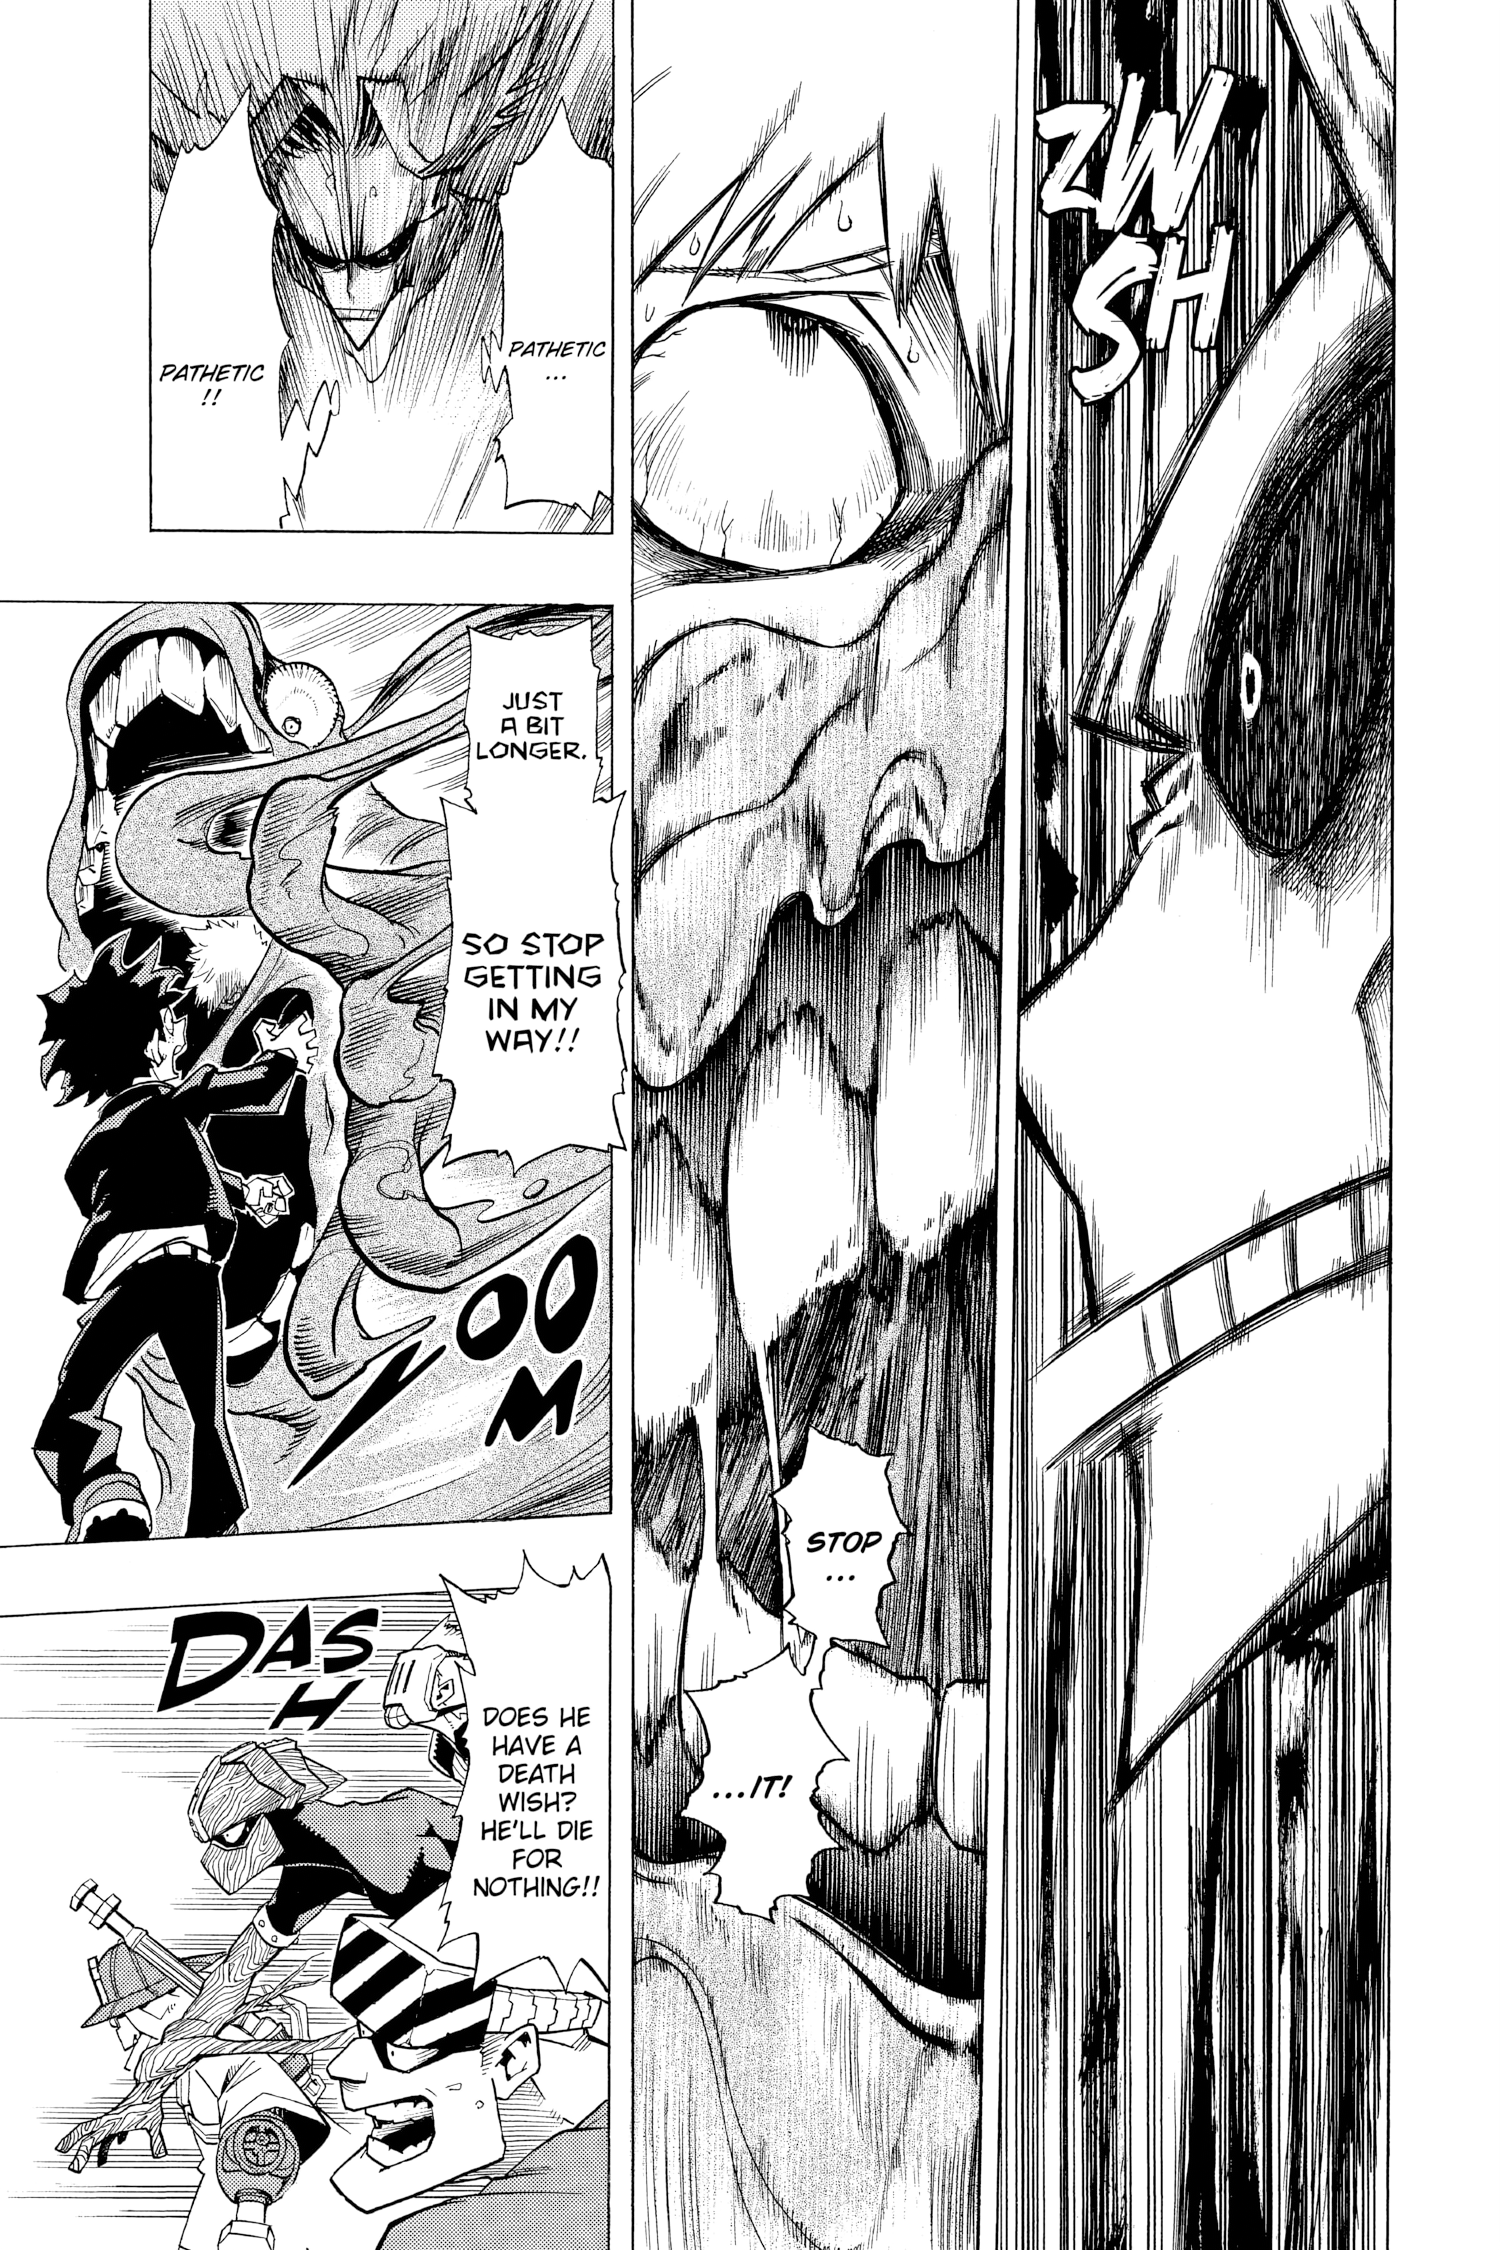 ZW
SH
STOP
...
...IT!
PATHETIC
...
PATHETIC
!!
JUST
A BIT
LONGER.
SO STOP
GETTING
IN MY
WAY!!
ZOO
M
DAS
H
DOES HE
HAVE A
DEATH
WISH?
HE'LL DIE
FOR
NOTHING!!